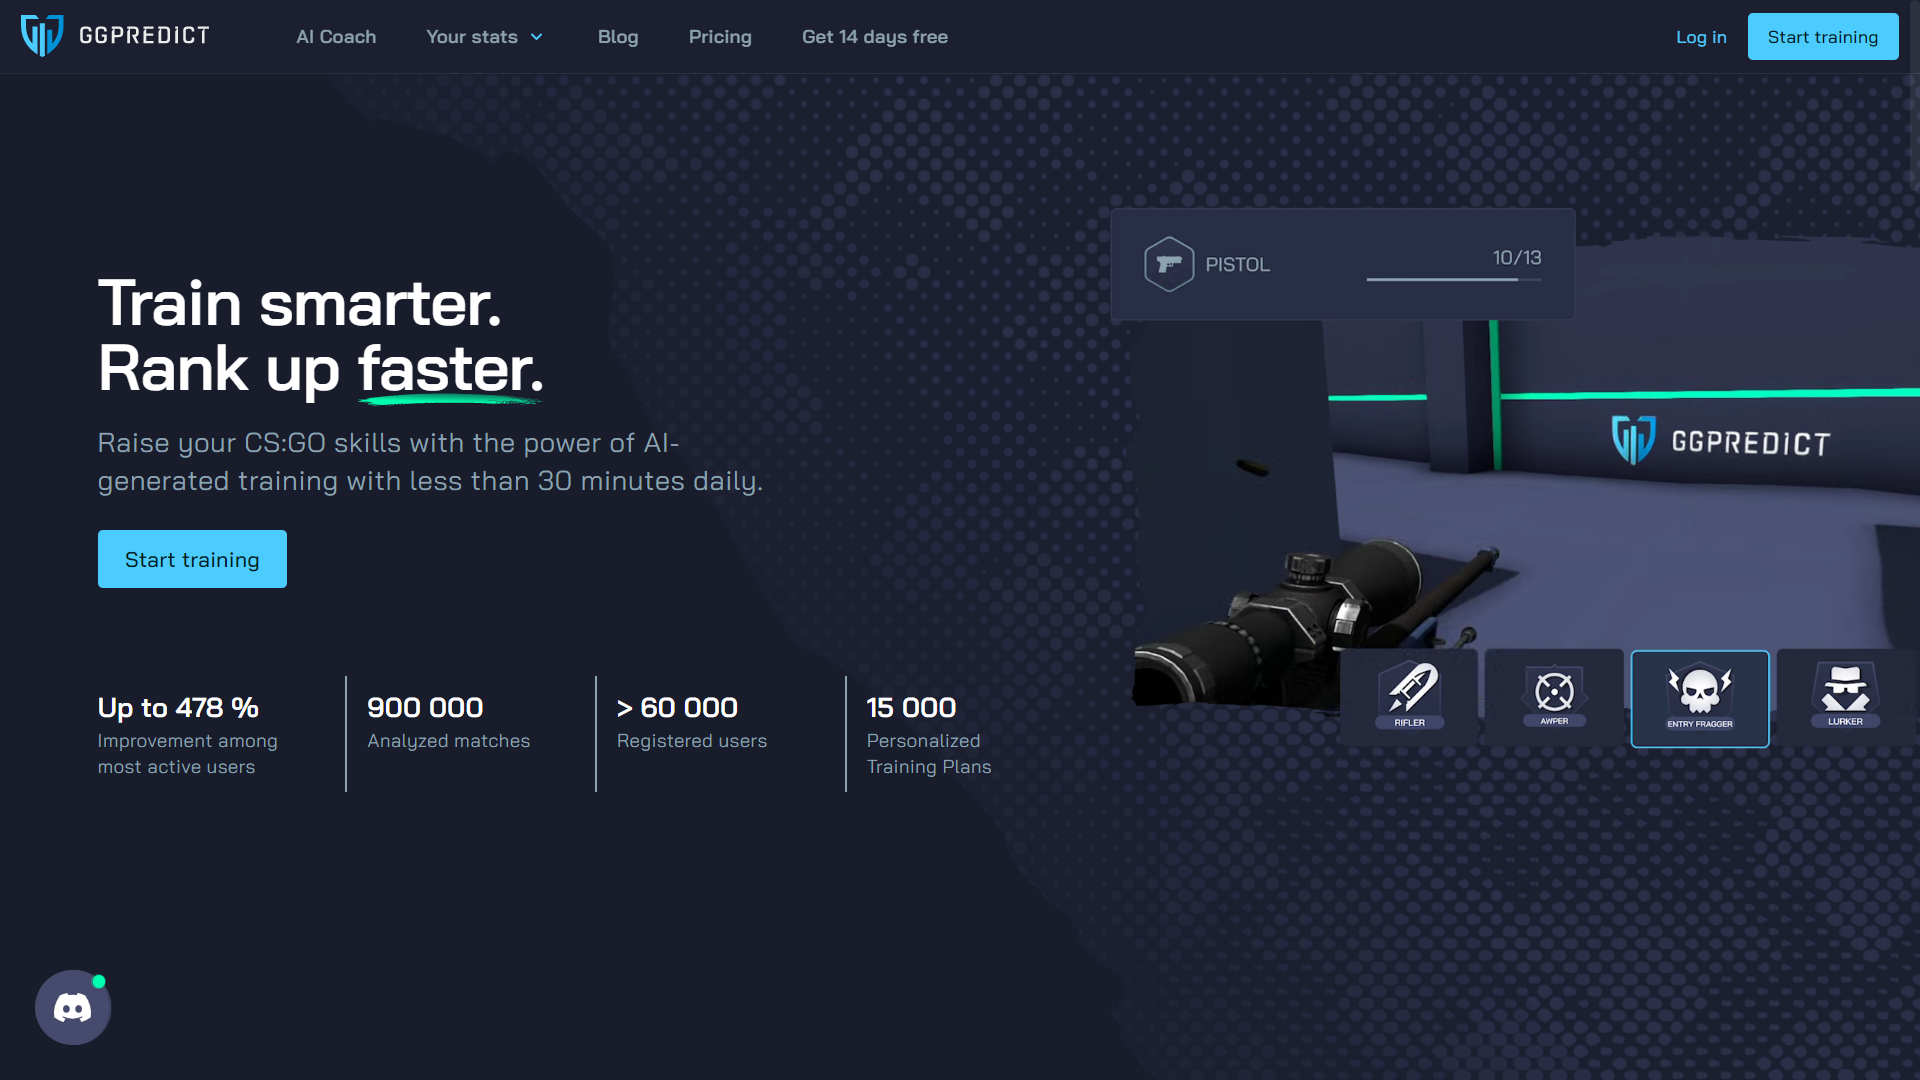 GGPREDICT
AI Coach
Your stats
Blog
Pricing
Get 14 days free
Log in
Start training
PISTOL
10/13
Train smarter.
Rank up faster.
Raise your CS:GO skills with the power of AI-
generated training with less than 30 minutes daily.
Start training
GGPREDICT
Up to 478 %
Improvement among
most active users
900 000
Analyzed matches
> 60 000
Registered users
15 000
Personalized
Training Plans
RIFLER
AWPER
ENTRY FRAGGER
LURKER